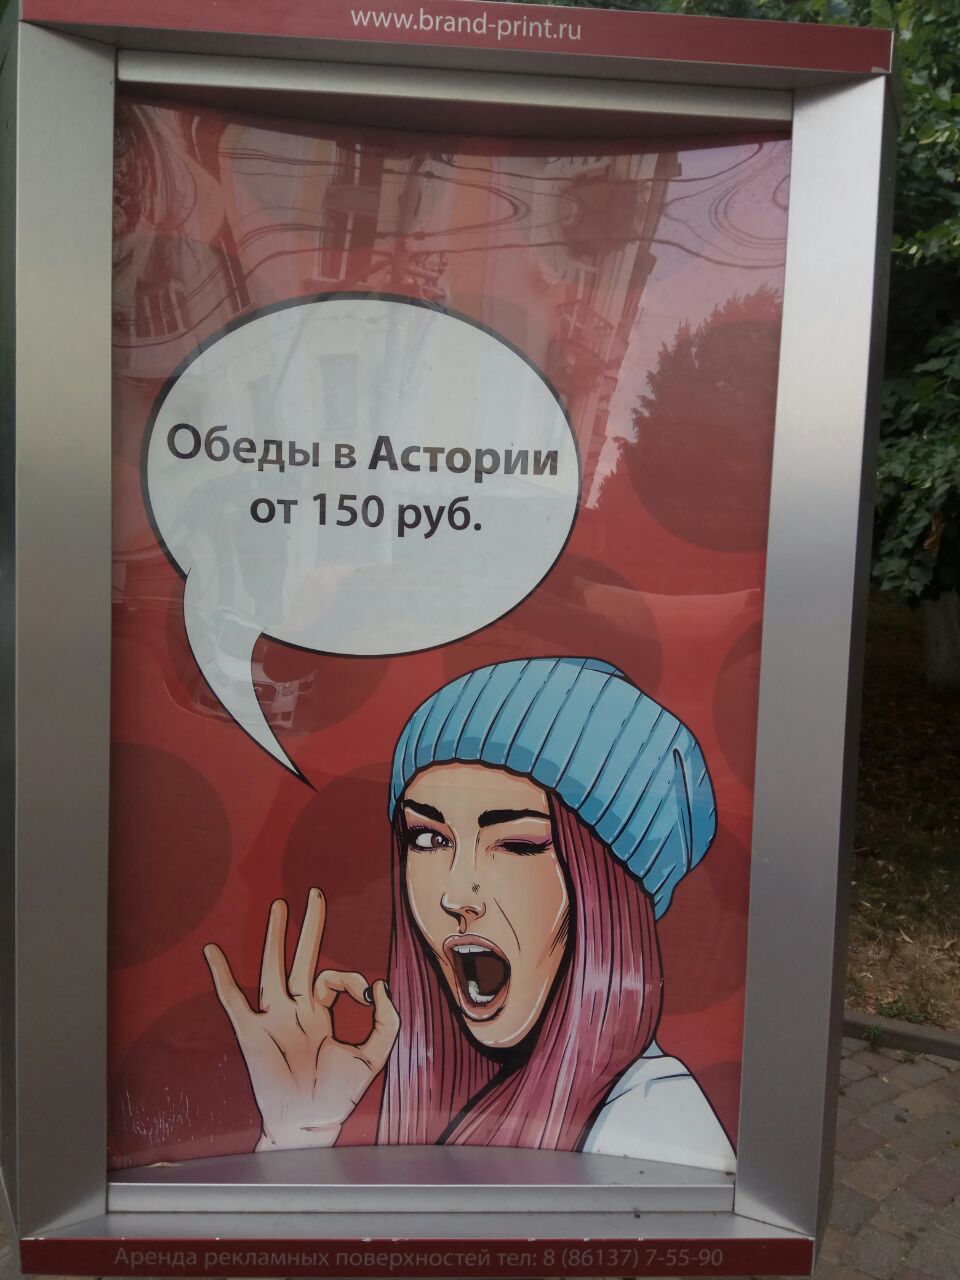 www.brand-print.ru
Обеды в Астории
от 150 руб.
Аренда рекламных поверхностей тел: 8 (86137) 7-55-90